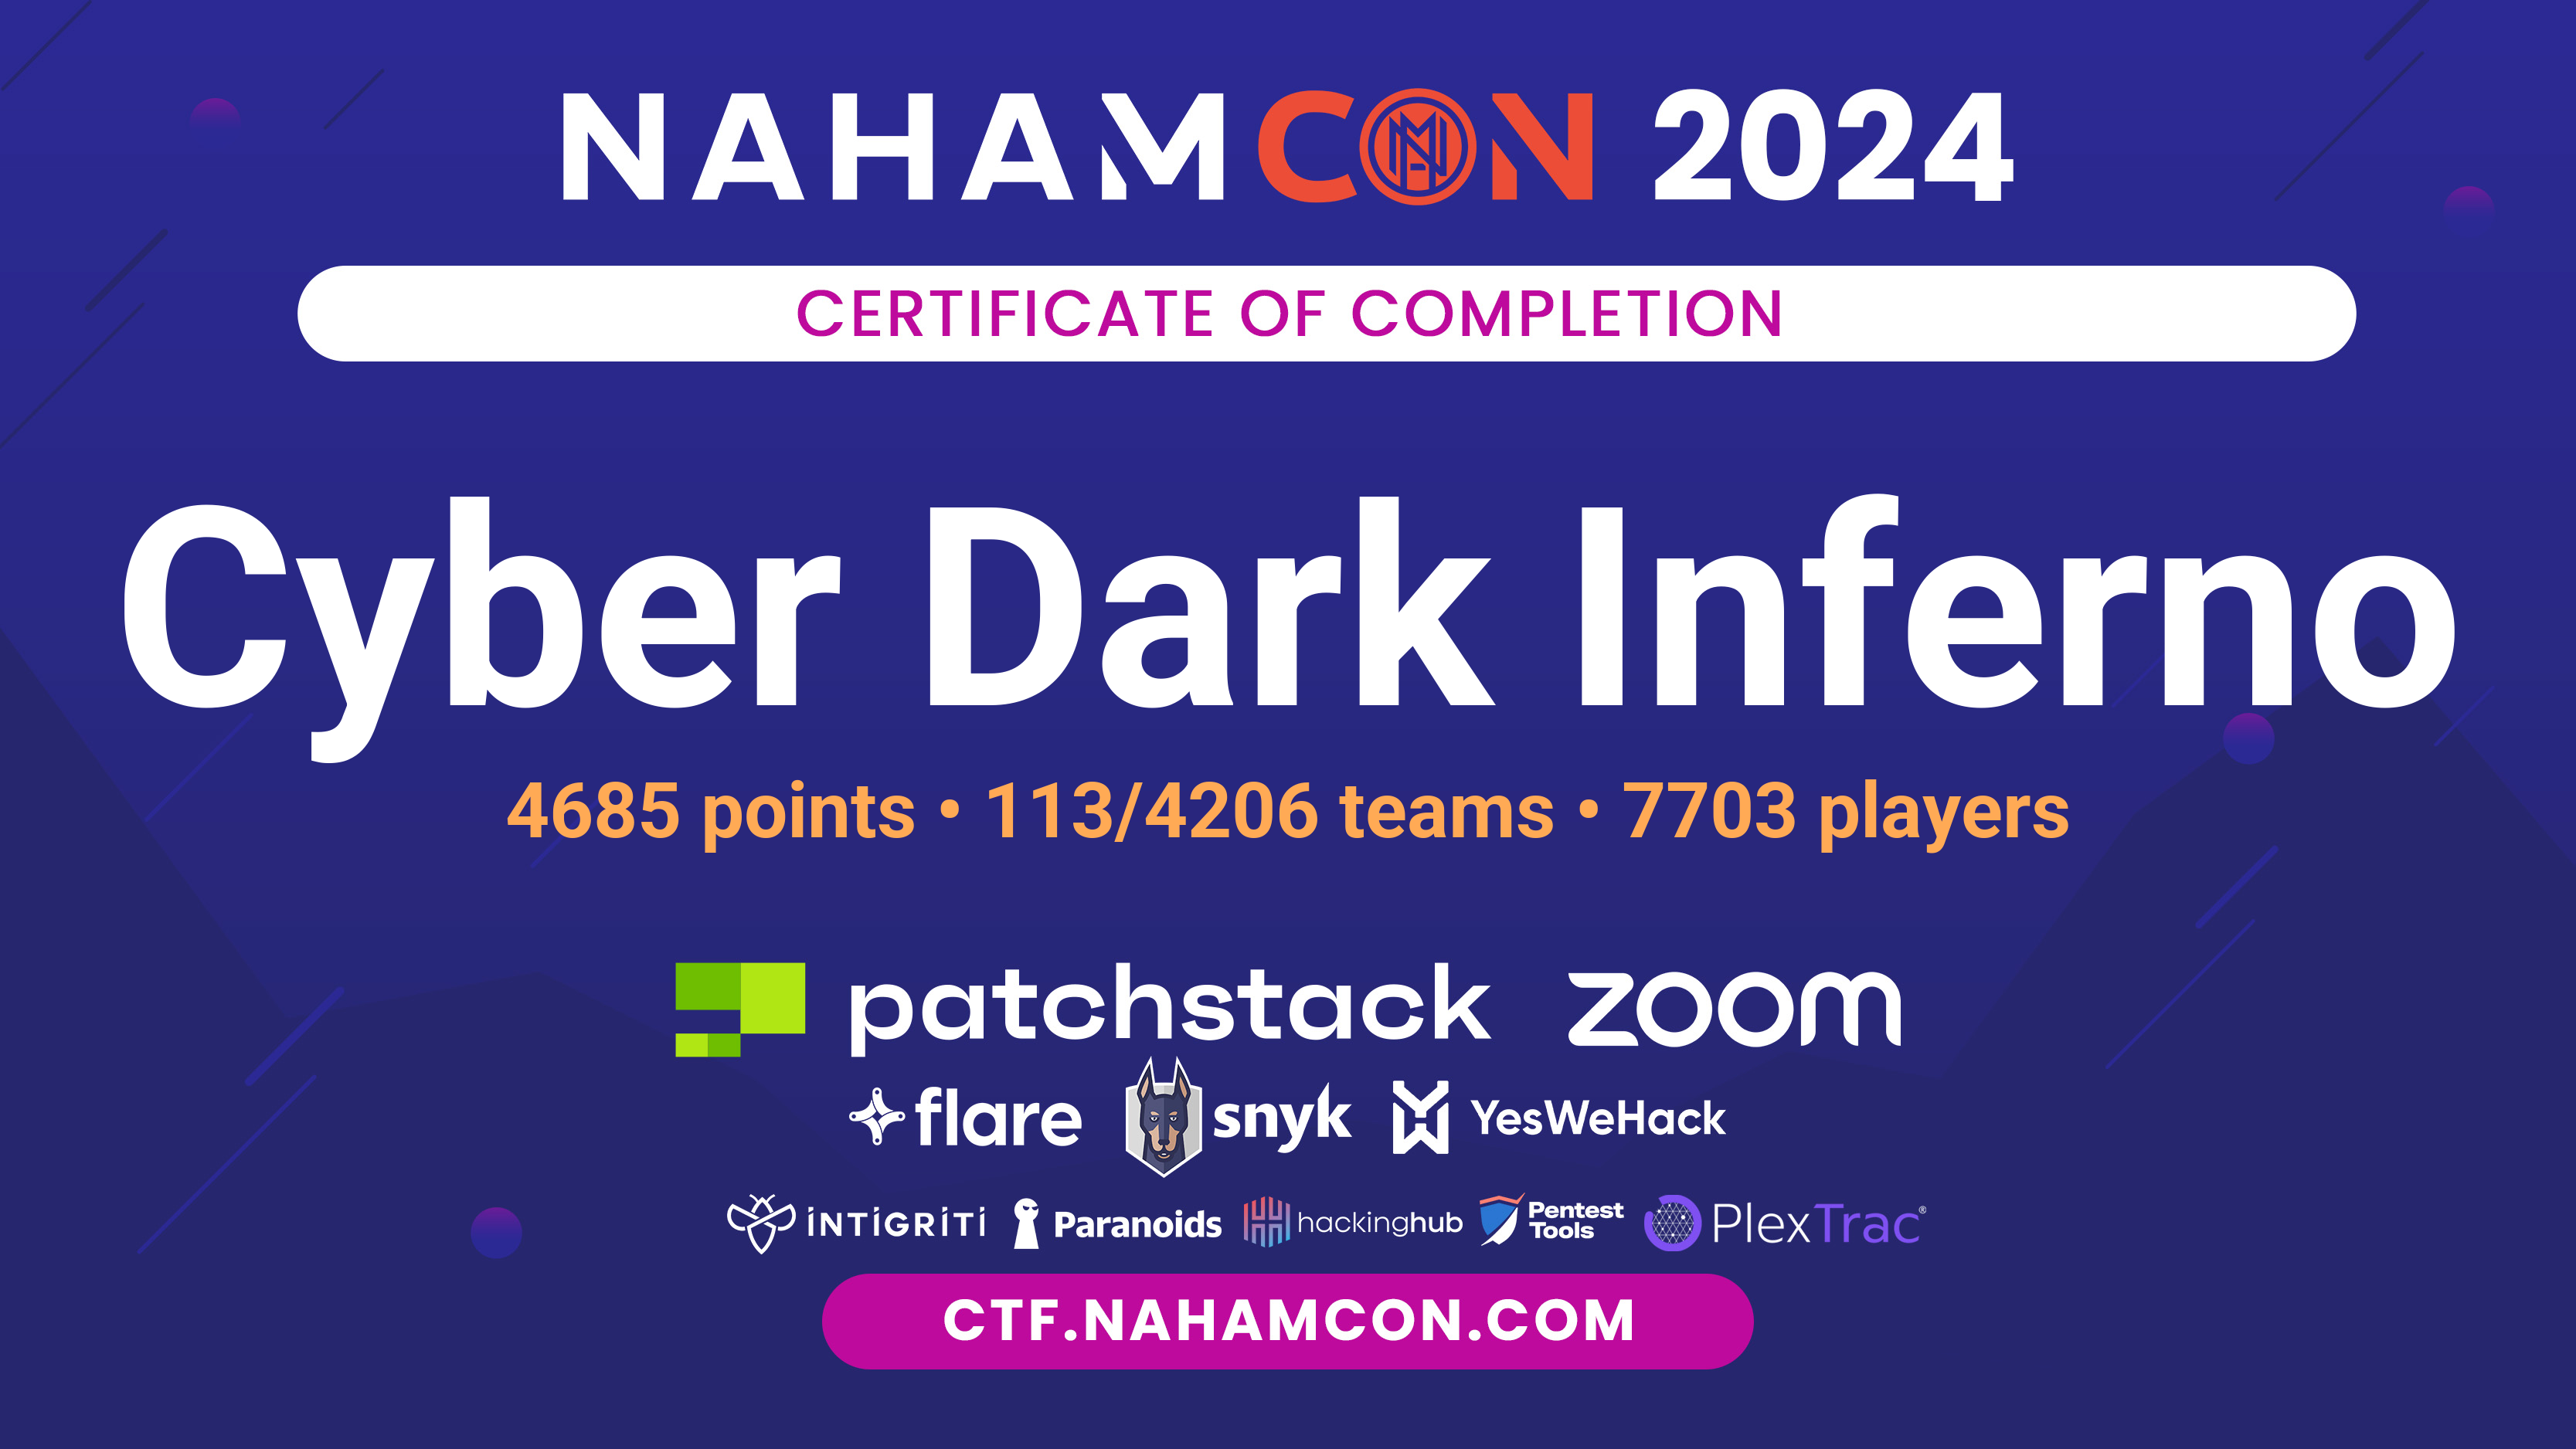 NAHAMCON 2024
CERTIFICATE OF COMPLETION
Cyber Dark Inferno
4685 points • 113/4206 teams • 7703 players
patchstack zoom
flare snyk YesWeHack
INTIGRITI Paranoids hackinghub Pentest Tools PlexTrac®
CTF.NAHAMCON.COM